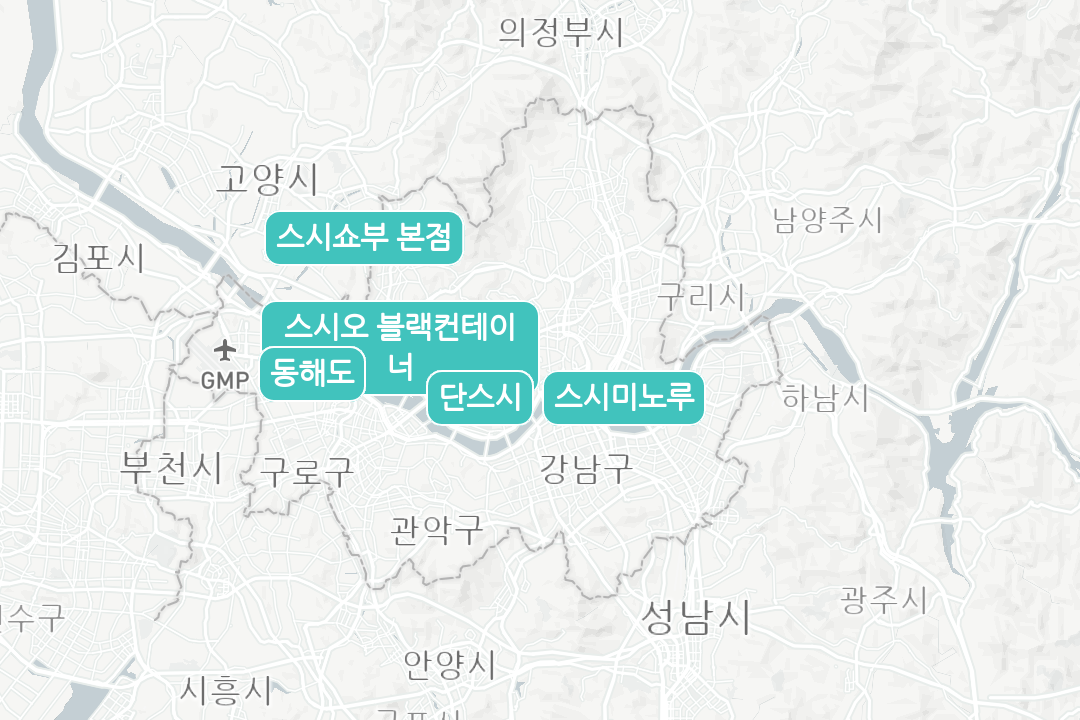 의정부시
고양시
남양주시
스시쇼부 본점
김포시
구리시
스시오 블랙컨테이
너
GMP
동해도
단스시
스시미노루
하남시
부천시
구로구
강남구
관악구
광주시
성남시
안양시
시흥시